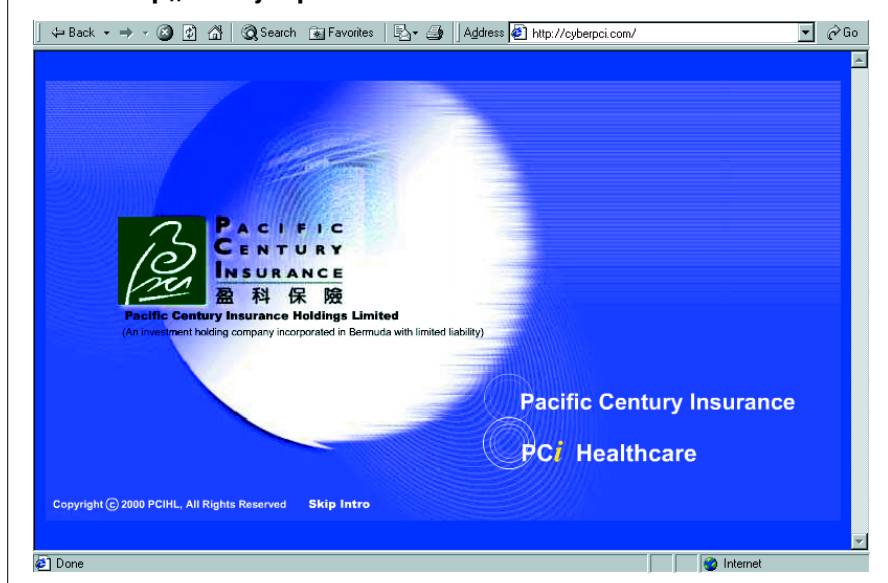 Back Search Favorites Address http://cyberpci.com/ Go
PACIFIC
CENTURY
INSURANCE
盈科保險
Pacific Century Insurance Holdings Limited
(An investment holding company incorporated in Bermuda with limited liability)
Pacific Century Insurance
PCi Healthcare
Copyright © 2000 PCIHL, All Rights Reserved Skip Intro
Done Internet